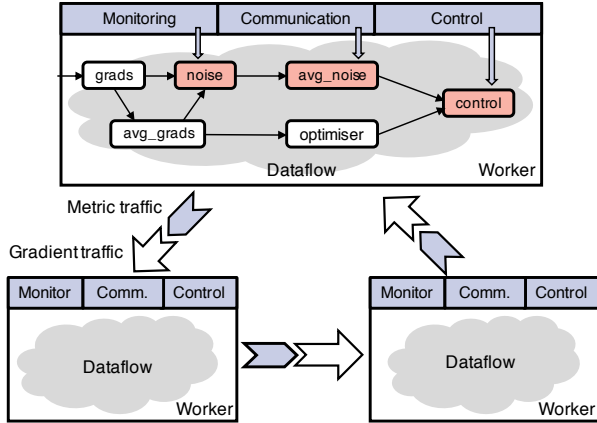 Monitoring Communication Control
grads noise avg_noise
control
avg_grads optimiser
Dataflow Worker
Metric traffic
Gradient traffic
Monitor Comm. Control
Dataflow
Worker
Monitor Comm. Control
Dataflow
Worker